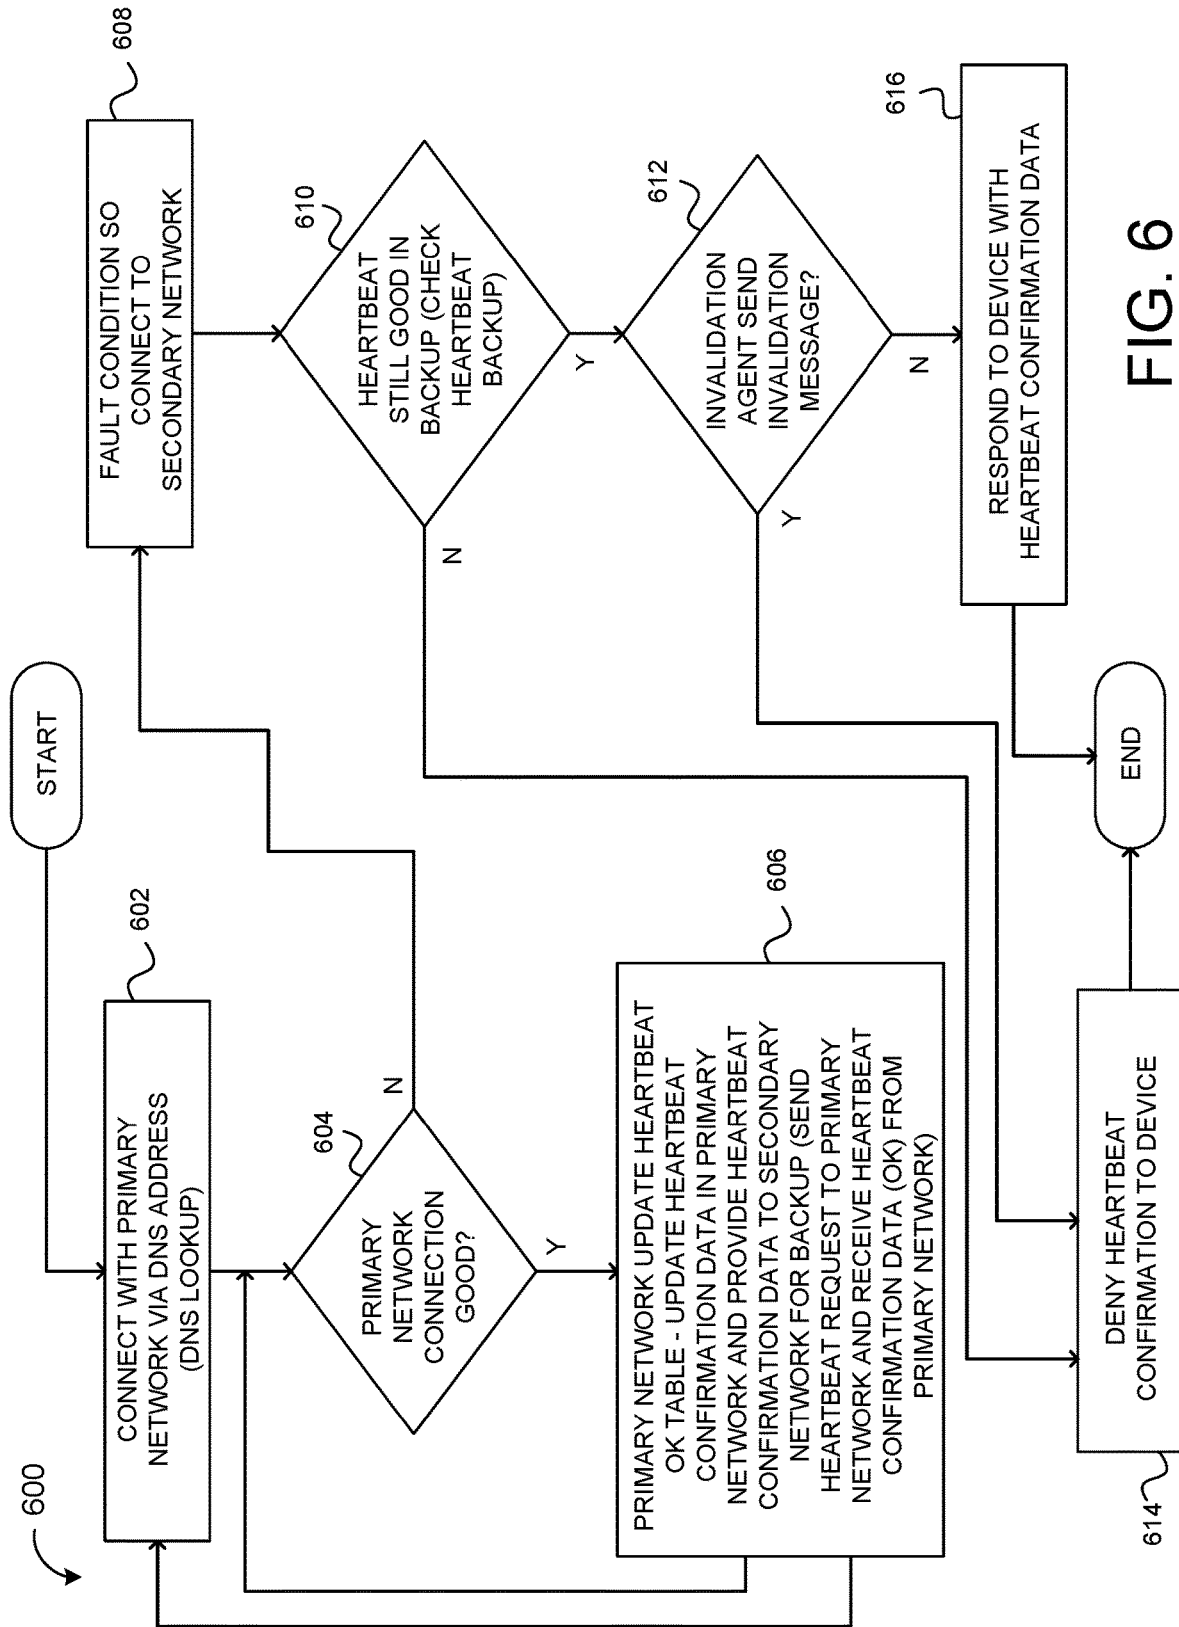 600
START
CONNECT WITH PRIMARY
NETWORK VIA DNS ADDRESS
(DNS LOOKUP)
602
PRIMARY
NETWORK
CONNECTION
GOOD?
604
N
Y
PRIMARY NETWORK UPDATE HEARTBEAT
OK TABLE - UPDATE HEARTBEAT
CONFIRMATION DATA IN PRIMARY
NETWORK AND PROVIDE HEARTBEAT
CONFIRMATION DATA TO SECONDARY
NETWORK FOR BACKUP (SEND
HEARTBEAT REQUEST TO PRIMARY
NETWORK AND RECEIVE HEARTBEAT
CONFIRMATION DATA (OK) FROM
PRIMARY NETWORK)
606
FAULT CONDITION SO
CONNECT TO
SECONDARY NETWORK
608
HEARTBEAT
STILL GOOD IN
BACKUP (CHECK
HEARTBEAT
BACKUP)
610
N
Y
INVALIDATION
AGENT SEND
INVALIDATION
MESSAGE?
612
Y
N
DENY HEARTBEAT
CONFIRMATION TO DEVICE
614
RESPOND TO DEVICE WITH
HEARTBEAT CONFIRMATION DATA
616
END
FIG. 6